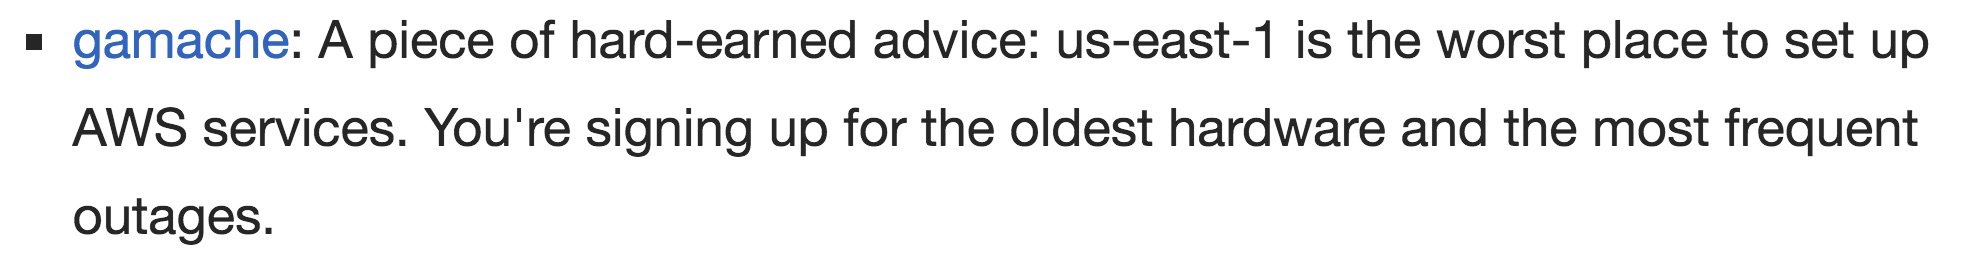 ▪ gamache: A piece of hard-earned advice: us-east-1 is the worst place to set up
AWS services. You're signing up for the oldest hardware and the most frequent
outages.